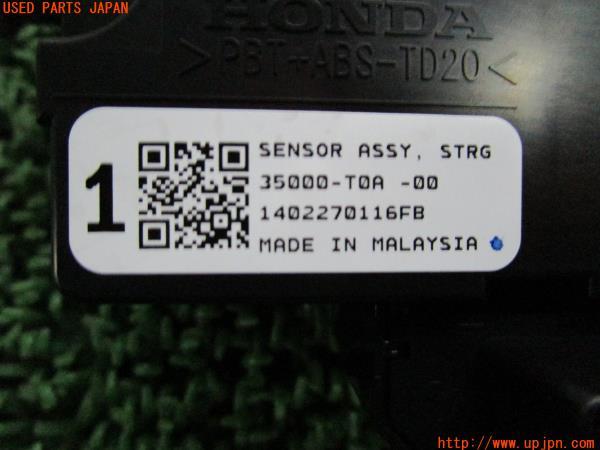 USED PARTS JAPAN
HONDA
>PBT+ABS-TD20<
1
SENSOR ASSY, STRG
35000-T0A -00
1402270116FB
MADE IN MALAYSIA
http://www.upjpn.com/